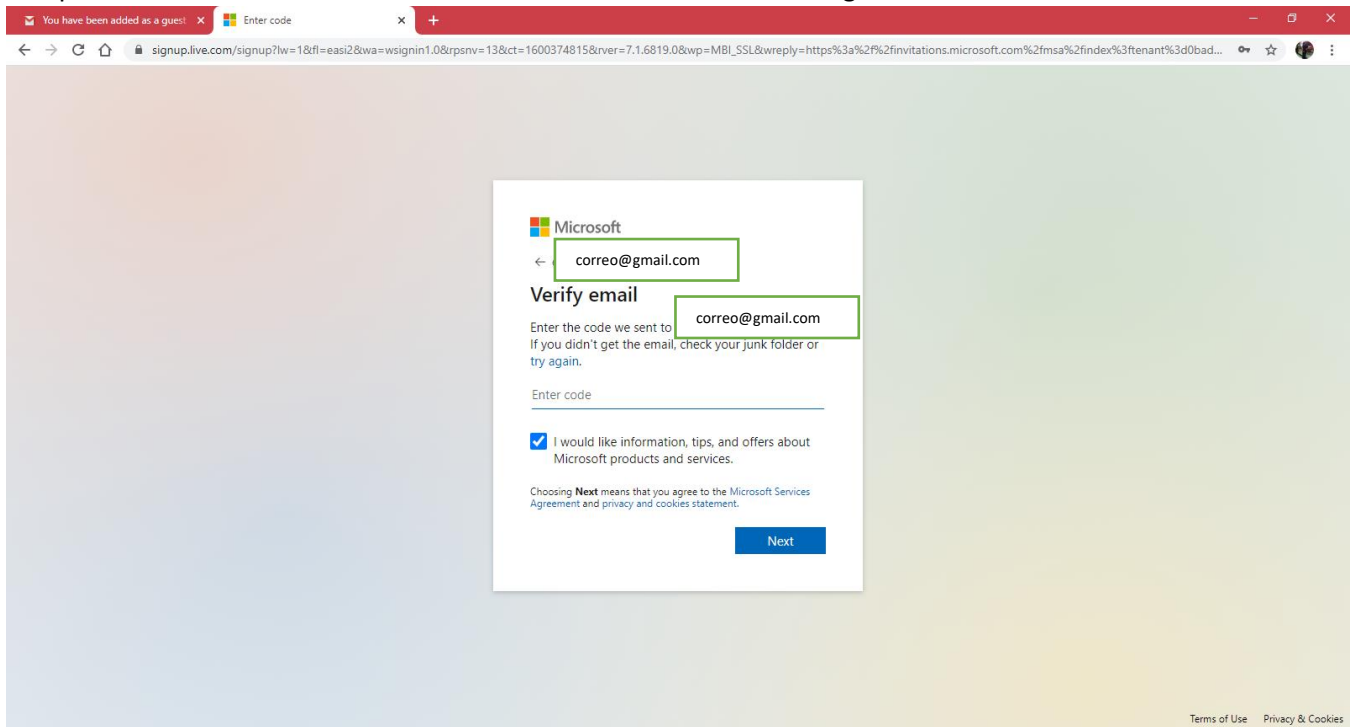 You have been added as a guest
Enter code
signup.live.com/signup?lw=1&fl=easi2&wa=wsignin1.0&rpsnv=13&ct=1600374815&rver=7.1.6819.0&wp=MBI_SSL&wreply=https%3a%2f%2finvitations.microsoft.com%2fmsa%2findex%3ftenant%3d0bad...
Microsoft
correo@gmail.com
Verify email
Enter the code we sent to correo@gmail.com
If you didn't get the email, check your junk folder or
try again.
Enter code
I would like information, tips, and offers about
Microsoft products and services.
Choosing Next means that you agree to the Microsoft Services
Agreement and privacy and cookies statement.
Next
Terms of Use Privacy & Cookies